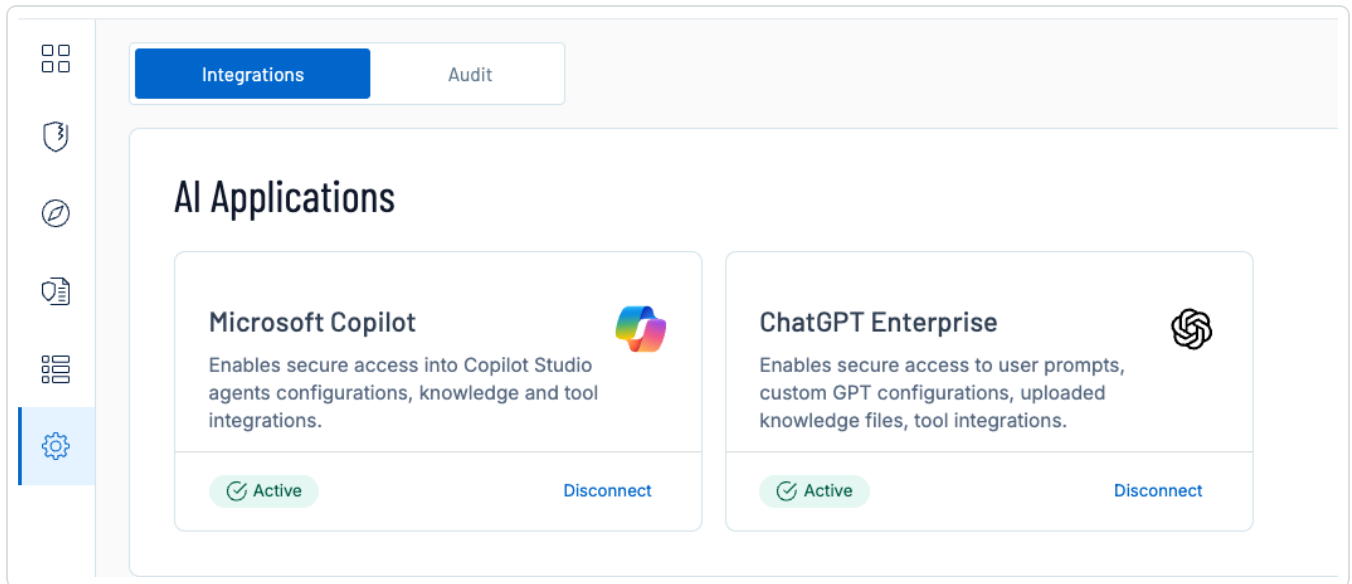 Integrations
Audit
AI Applications
Microsoft Copilot
Enables secure access into Copilot Studio
agents configurations, knowledge and tool
integrations.
Active
Disconnect
ChatGPT Enterprise
Enables secure access to user prompts,
custom GPT configurations, uploaded
knowledge files, tool integrations.
Active
Disconnect